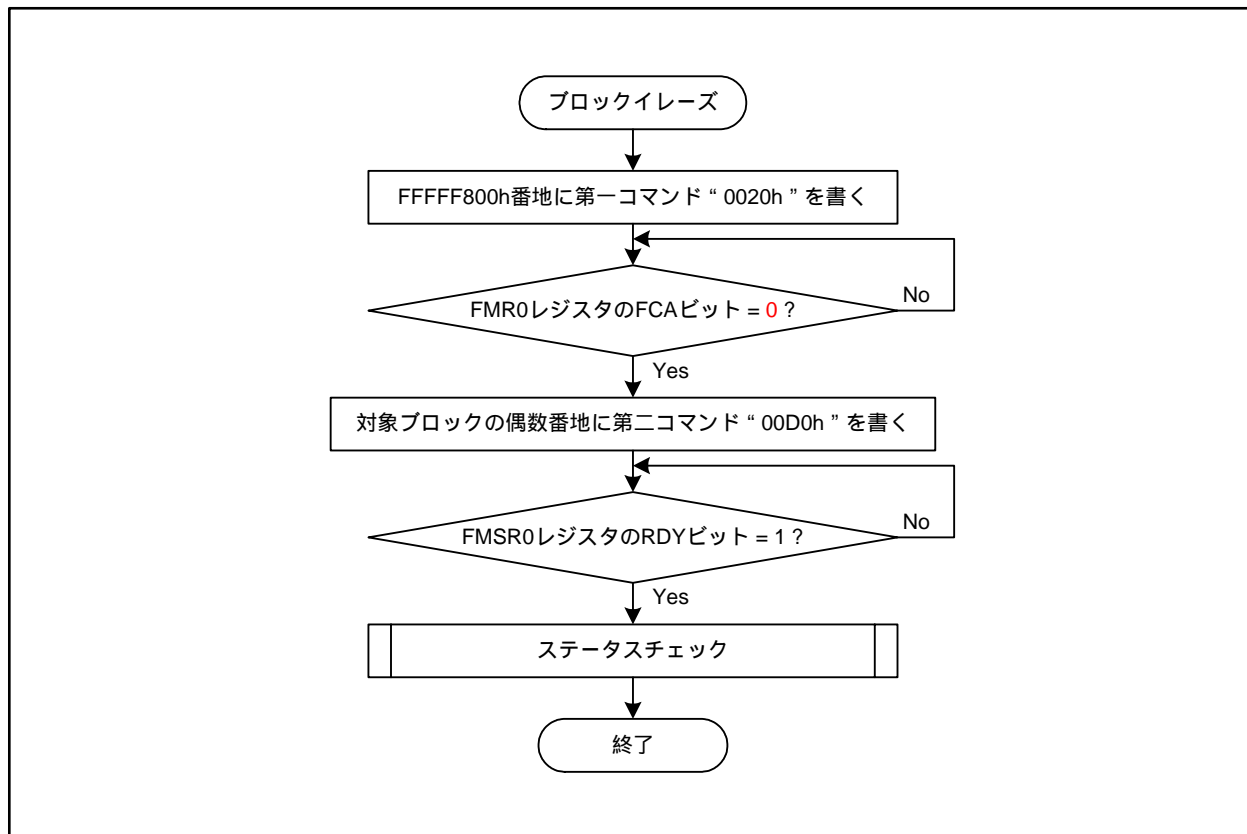 ブロックイレーズ
FFFFF800h番地に第一コマンド “ 0020h ” を書く
FMR0レジスタのFCAビット = 0 ?
No
Yes
対象ブロックの偶数番地に第二コマンド “ 00D0h ” を書く
FMSR0レジスタのRDYビット = 1 ?
No
Yes
ステータスチェック
終了